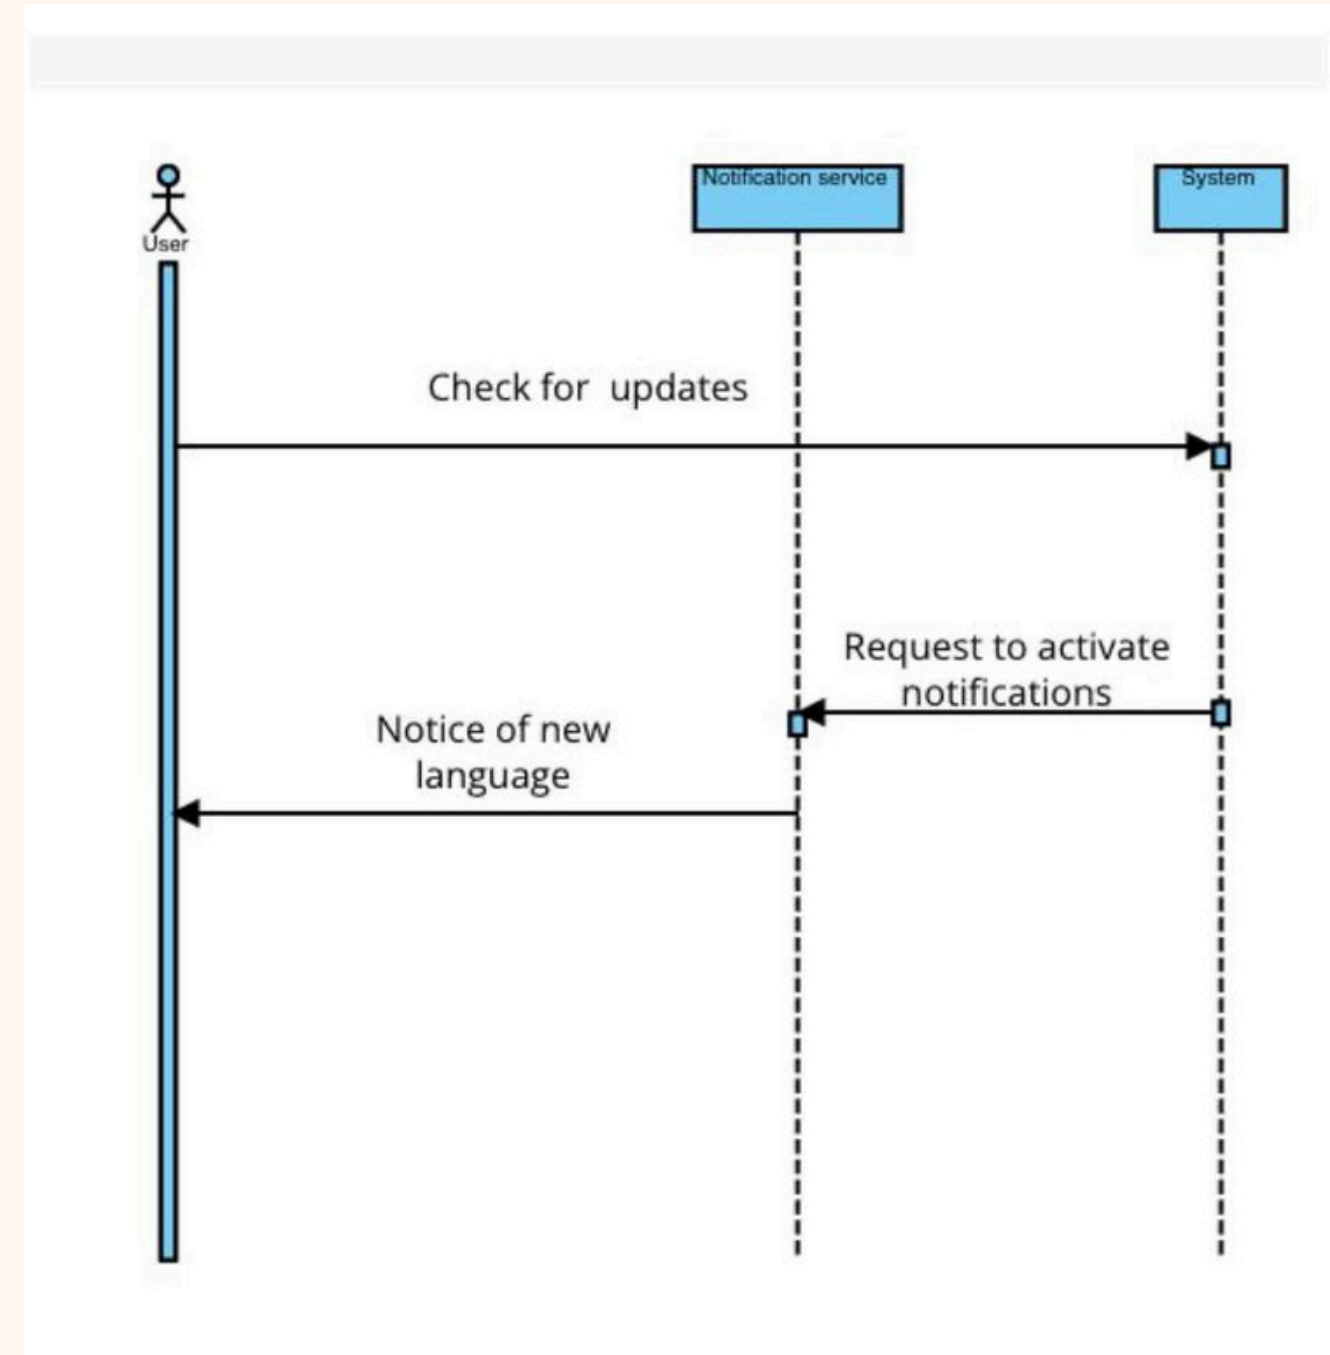 User
Notification service
System
Check for  updates
Request to activate
notifications
Notice of new
language